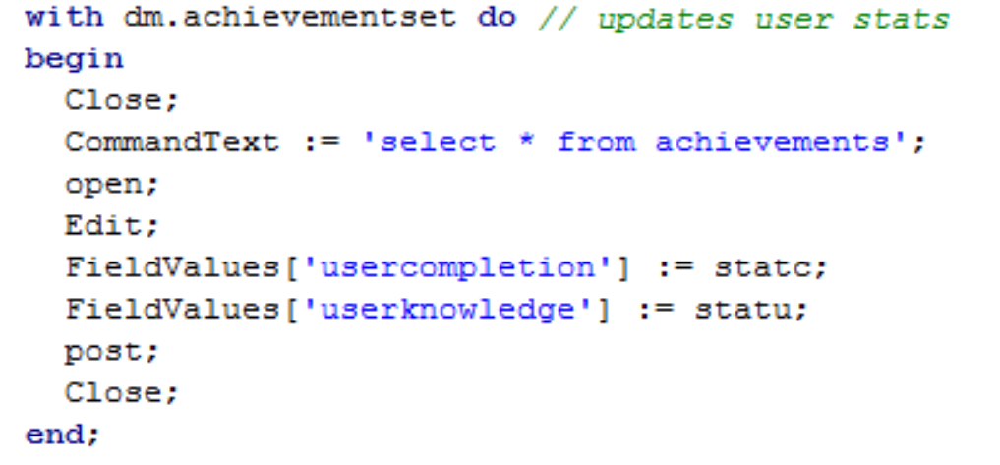 with dm.achievementset do // updates user stats
begin
Close;
CommandText := 'select * from achievements';
open;
Edit;
FieldValues['usercompletion'] := statc;
FieldValues['userknowledge'] := statu;
post;
Close;
end;